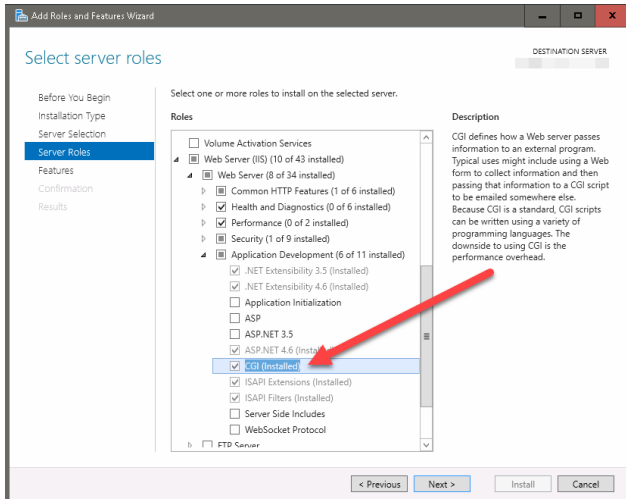 Add Roles and Features Wizard
Select server roles
DESTINATION SERVER
Before You Begin
Installation Type
Server Selection
Server Roles
Features
Confirmation
Results
Select one or more roles to install on the selected server.
Roles
Volume Activation Services
Web Server (IIS) (10 of 43 installed)
Web Server (8 of 34 installed)
Common HTTP Features (1 of 6 installed)
Health and Diagnostics (0 of 6 installed)
Performance (0 of 2 installed)
Security (1 of 9 installed)
Application Development (6 of 11 installed)
.NET Extensibility 3.5 (Installed)
.NET Extensibility 4.6 (Installed)
Application Initialization
ASP
ASP.NET 3.5
ASP.NET 4.6 (Installed)
CGI (Installed)
ISAPI Extensions (Installed)
ISAPI Filters (Installed)
Server Side Includes
WebSocket Protocol
FTP Server
Description
CGI defines how a Web server passes
information to an external program.
Typical uses might include using a Web
form to collect information and then
passing that information to a CGI script
to be emailed somewhere else.
Because CGI is a standard, CGI scripts
can be written using a variety of
programming languages. The
downside to using CGI is the
performance overhead.
< Previous
Next >
Install
Cancel